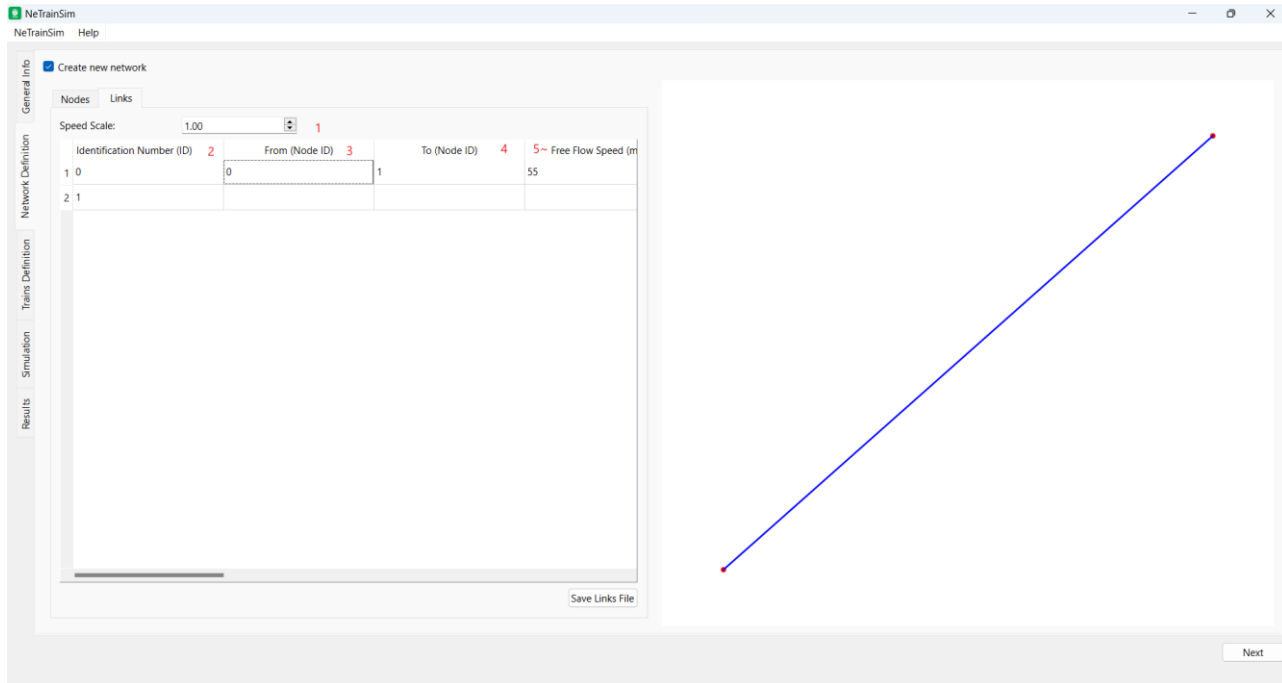 NeTrainSim
NeTrainSim Help
General Info
Network Definition
Trains Definition
Simulation
Results
Create new network
Nodes Links
Speed Scale: 1.00 1
Identification Number (ID) 2 From (Node ID) 3 To (Node ID) 4 5~ Free Flow Speed (m
1 0 0 1 55
2 1
Save Links File
Next